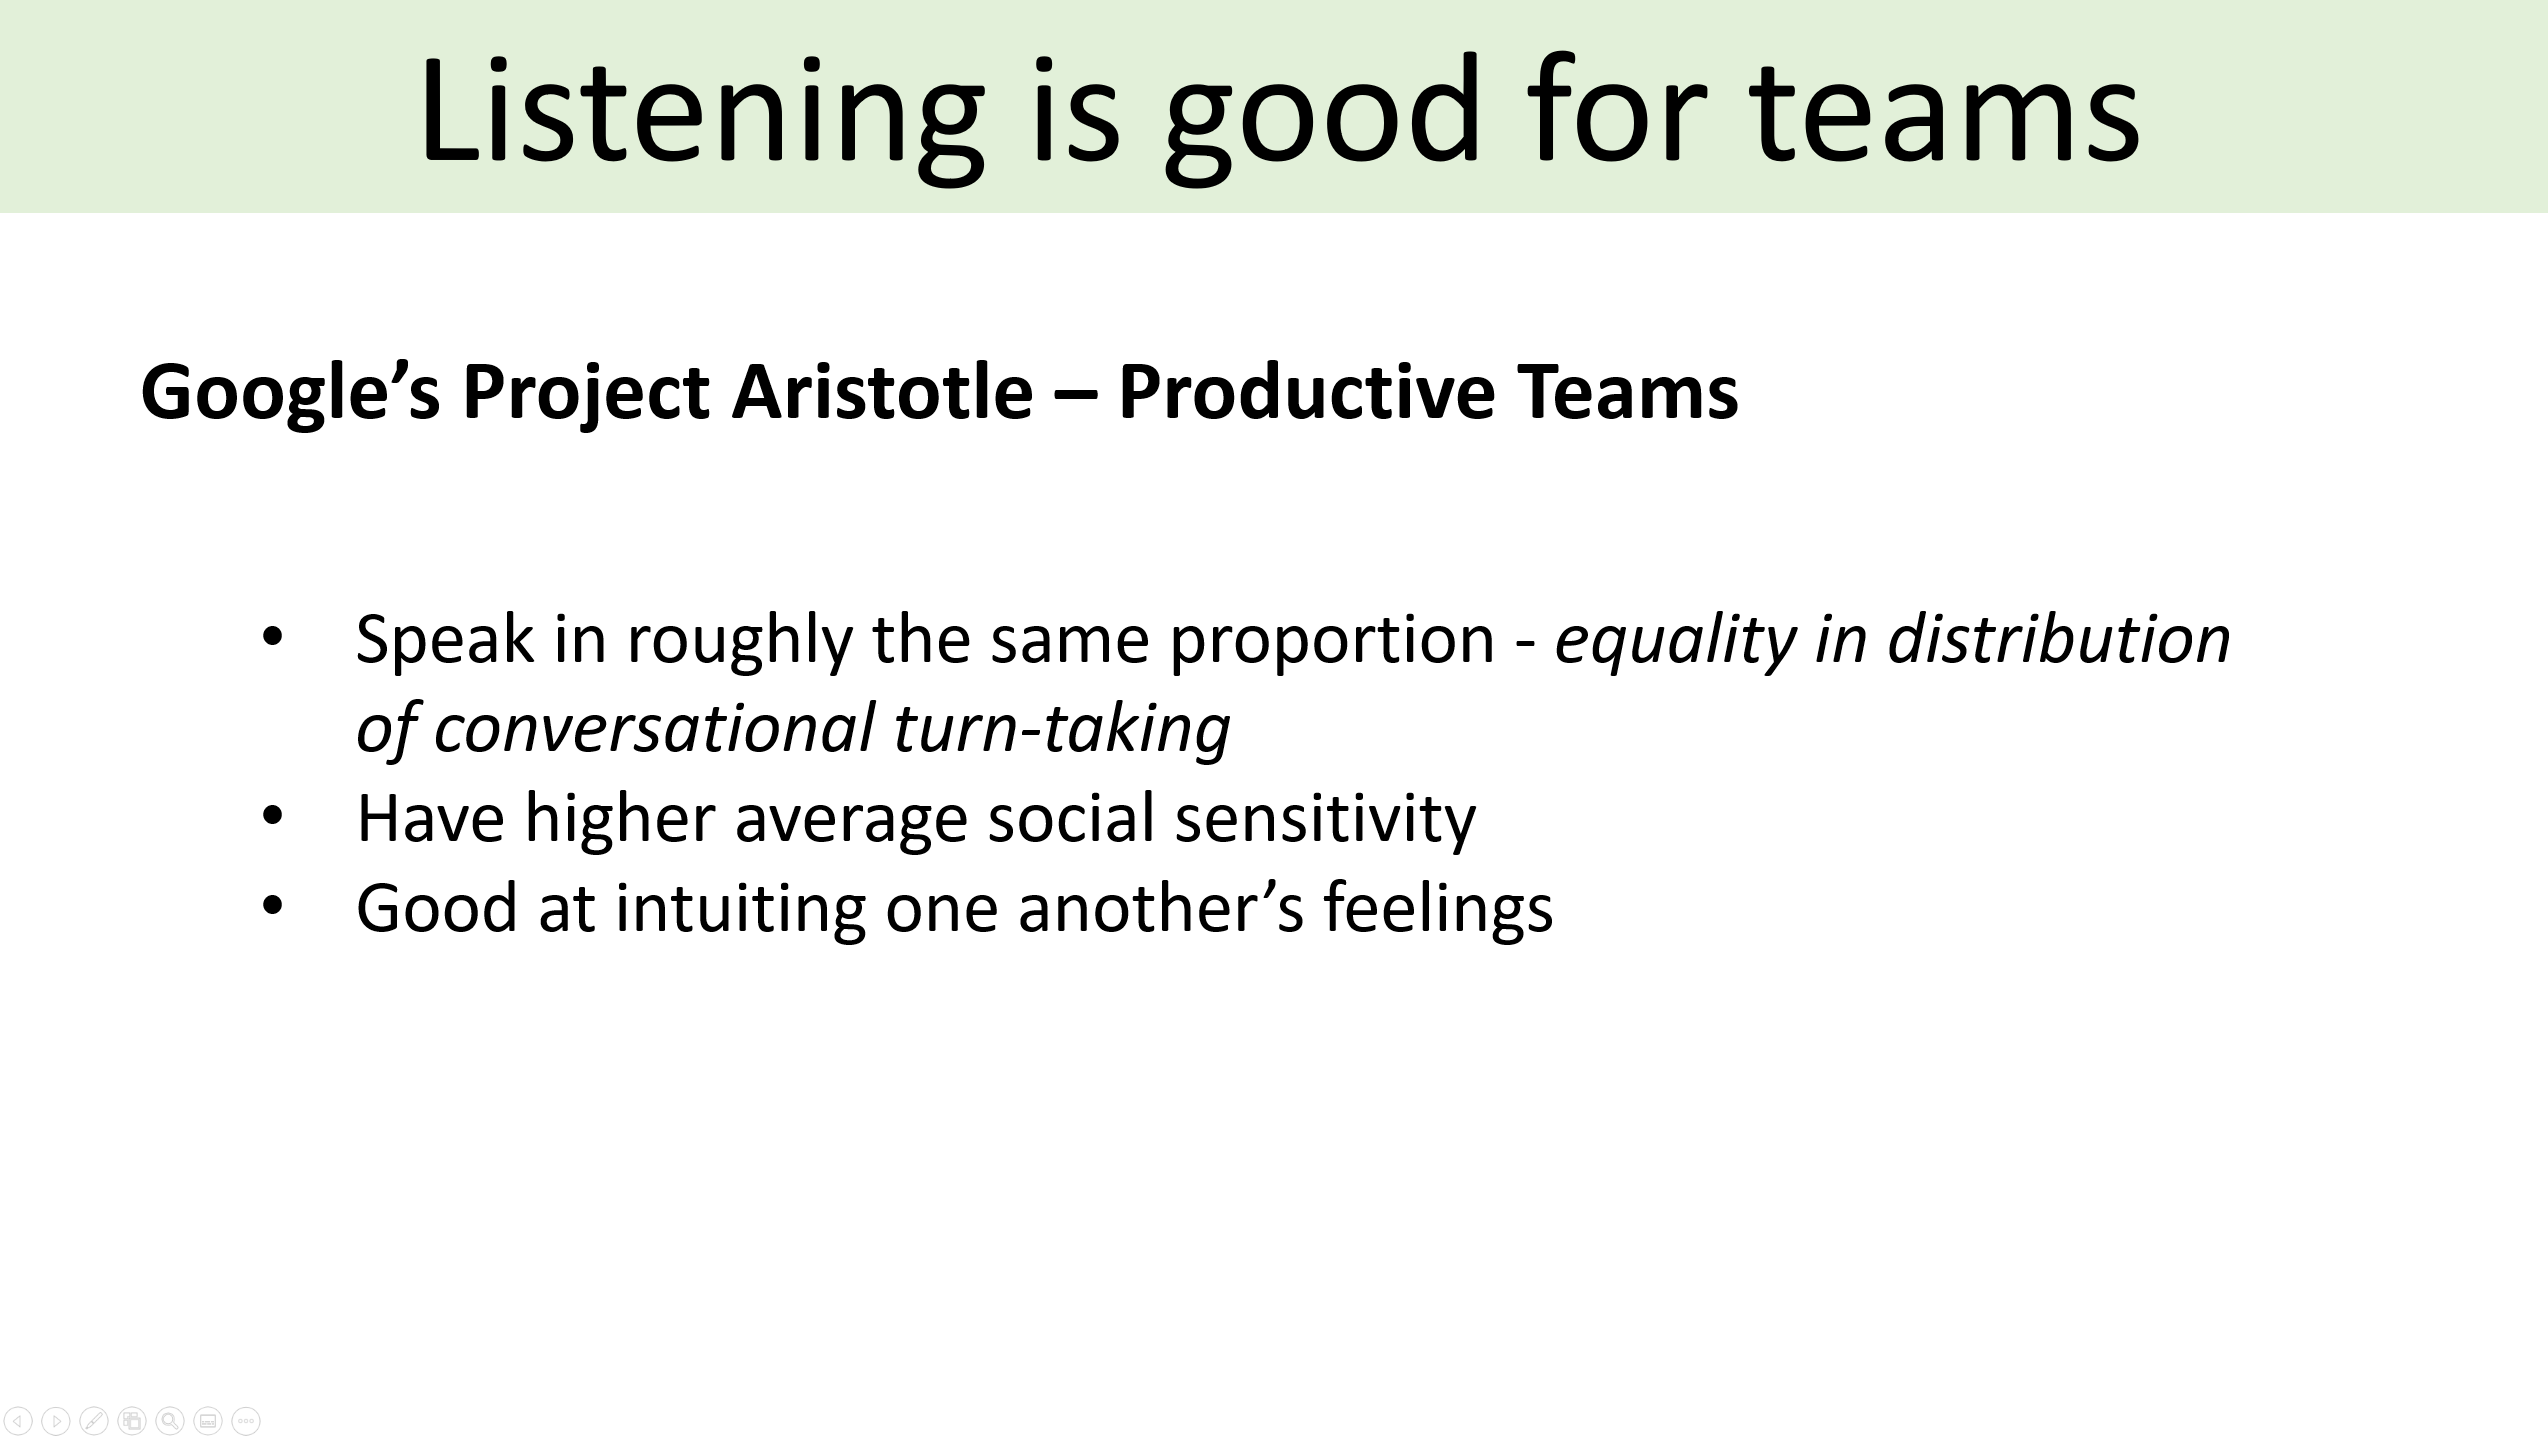 Listening is good for teams
Google’s Project Aristotle – Productive Teams
• Speak in roughly the same proportion - equality in distribution
of conversational turn-taking
• Have higher average social sensitivity
• Good at intuiting one another’s feelings